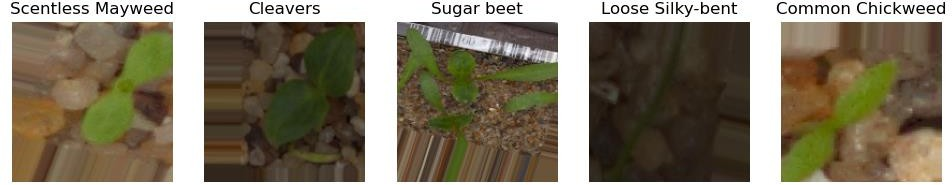 Scentless Mayweed
Cleavers
Sugar beet
Loose Silky-bent
Common Chickweed